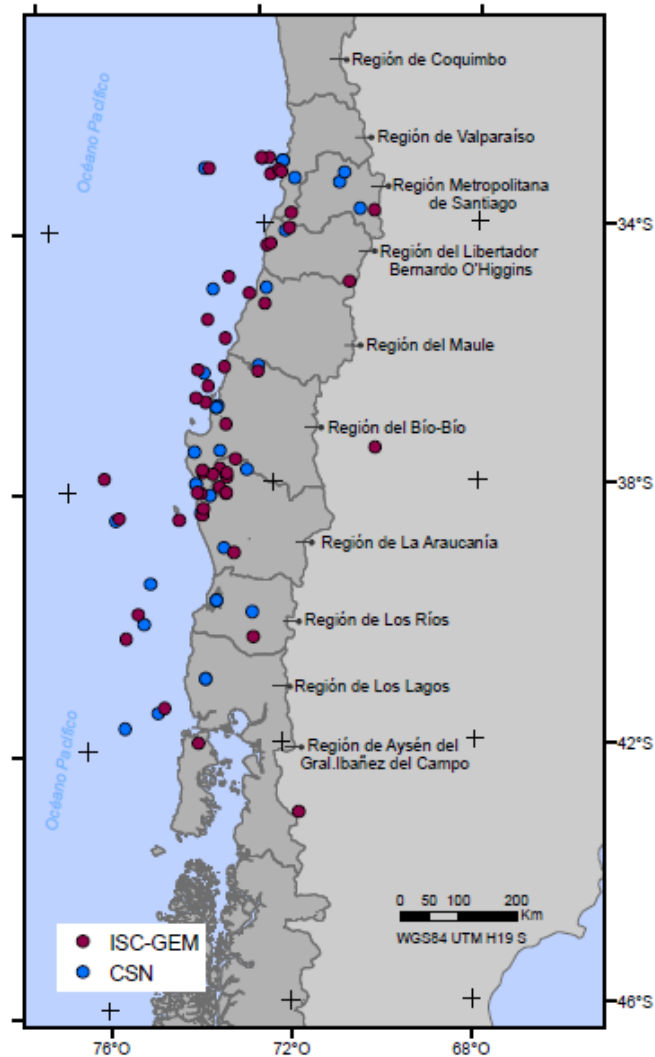 Océano Pacífico
Región de Coquimbo
Región de Valparaíso
Región Metropolitana
de Santiago
34°S
Región del Libertador
Bernardo O'Higgins
Región del Maule
Región del Bío-Bío
38°S
Región de La Araucanía
Región de Los Ríos
Región de Los Lagos
Océano Pacífico
42°S
Región de Aysén del
Gral.Ibañez del Campo
0 50 100 200
Km
WGS84 UTM H19 S
ISC-GEM
CSN
46°S
76°O 72°O 68°O